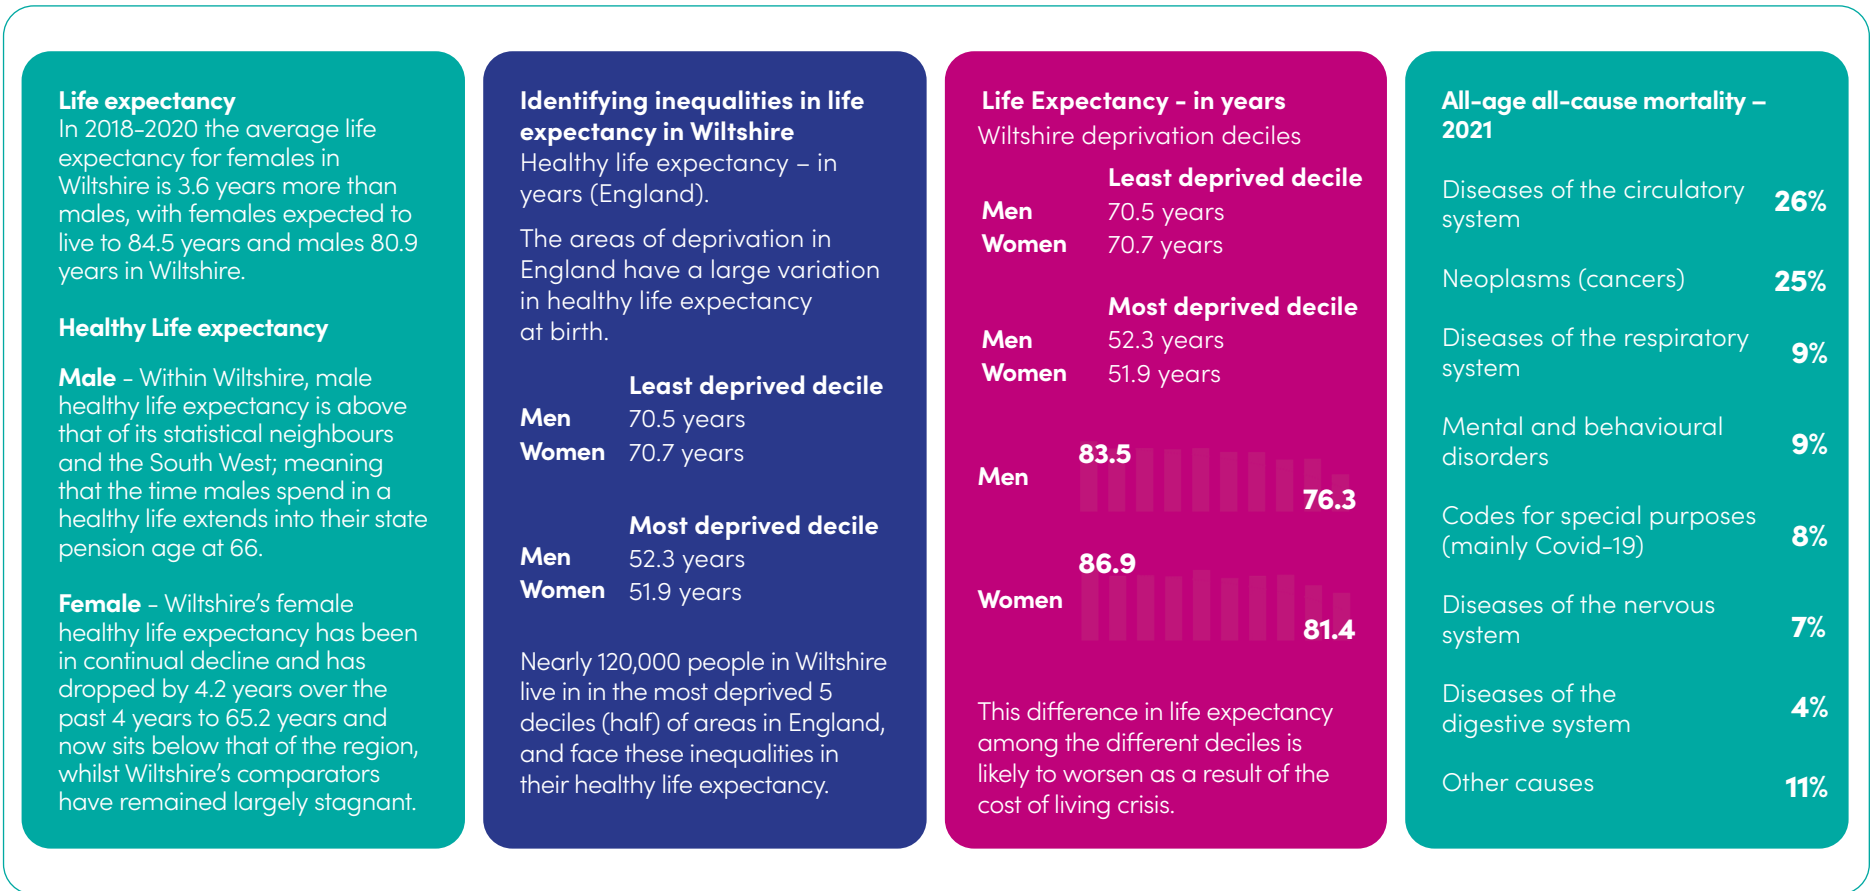 Life expectancy
In 2018-2020 the average life
expectancy for females in
Wiltshire is 3.6 years more than
males, with females expected to
live to 84.5 years and males 80.9
years in Wiltshire.
Healthy Life expectancy
Male - Within Wiltshire, male
healthy life expectancy is above
that of its statistical neighbours
and the South West; meaning
that the time males spend in a
healthy life extends into their state
pension age at 66.
Female - Wiltshire’s female
healthy life expectancy has been
in continual decline and has
dropped by 4.2 years over the
past 4 years to 65.2 years and
now sits below that of the region,
whilst Wiltshire’s comparators
have remained largely stagnant.
Identifying inequalities in life
expectancy in Wiltshire
Healthy life expectancy – in
years (England).
The areas of deprivation in
England have a large variation
in healthy life expectancy
at birth.
Least deprived decile
Men 70.5 years
Women 70.7 years
Most deprived decile
Men 52.3 years
Women 51.9 years
Nearly 120,000 people in Wiltshire
live in in the most deprived 5
deciles (half) of areas in England,
and face these inequalities in
their healthy life expectancy.
Life Expectancy - in years
Wiltshire deprivation deciles
Least deprived decile
Men 70.5 years
Women 70.7 years
Most deprived decile
Men 52.3 years
Women 51.9 years
Men 83.5 76.3
Women 86.9 81.4
This difference in life expectancy
among the different deciles is
likely to worsen as a result of the
cost of living crisis.
All-age all-cause mortality –
2021
Diseases of the circulatory
system 26%
Neoplasms (cancers) 25%
Diseases of the respiratory
system 9%
Mental and behavioural
disorders 9%
Codes for special purposes
(mainly Covid-19) 8%
Diseases of the nervous
system 7%
Diseases of the
digestive system 4%
Other causes 11%